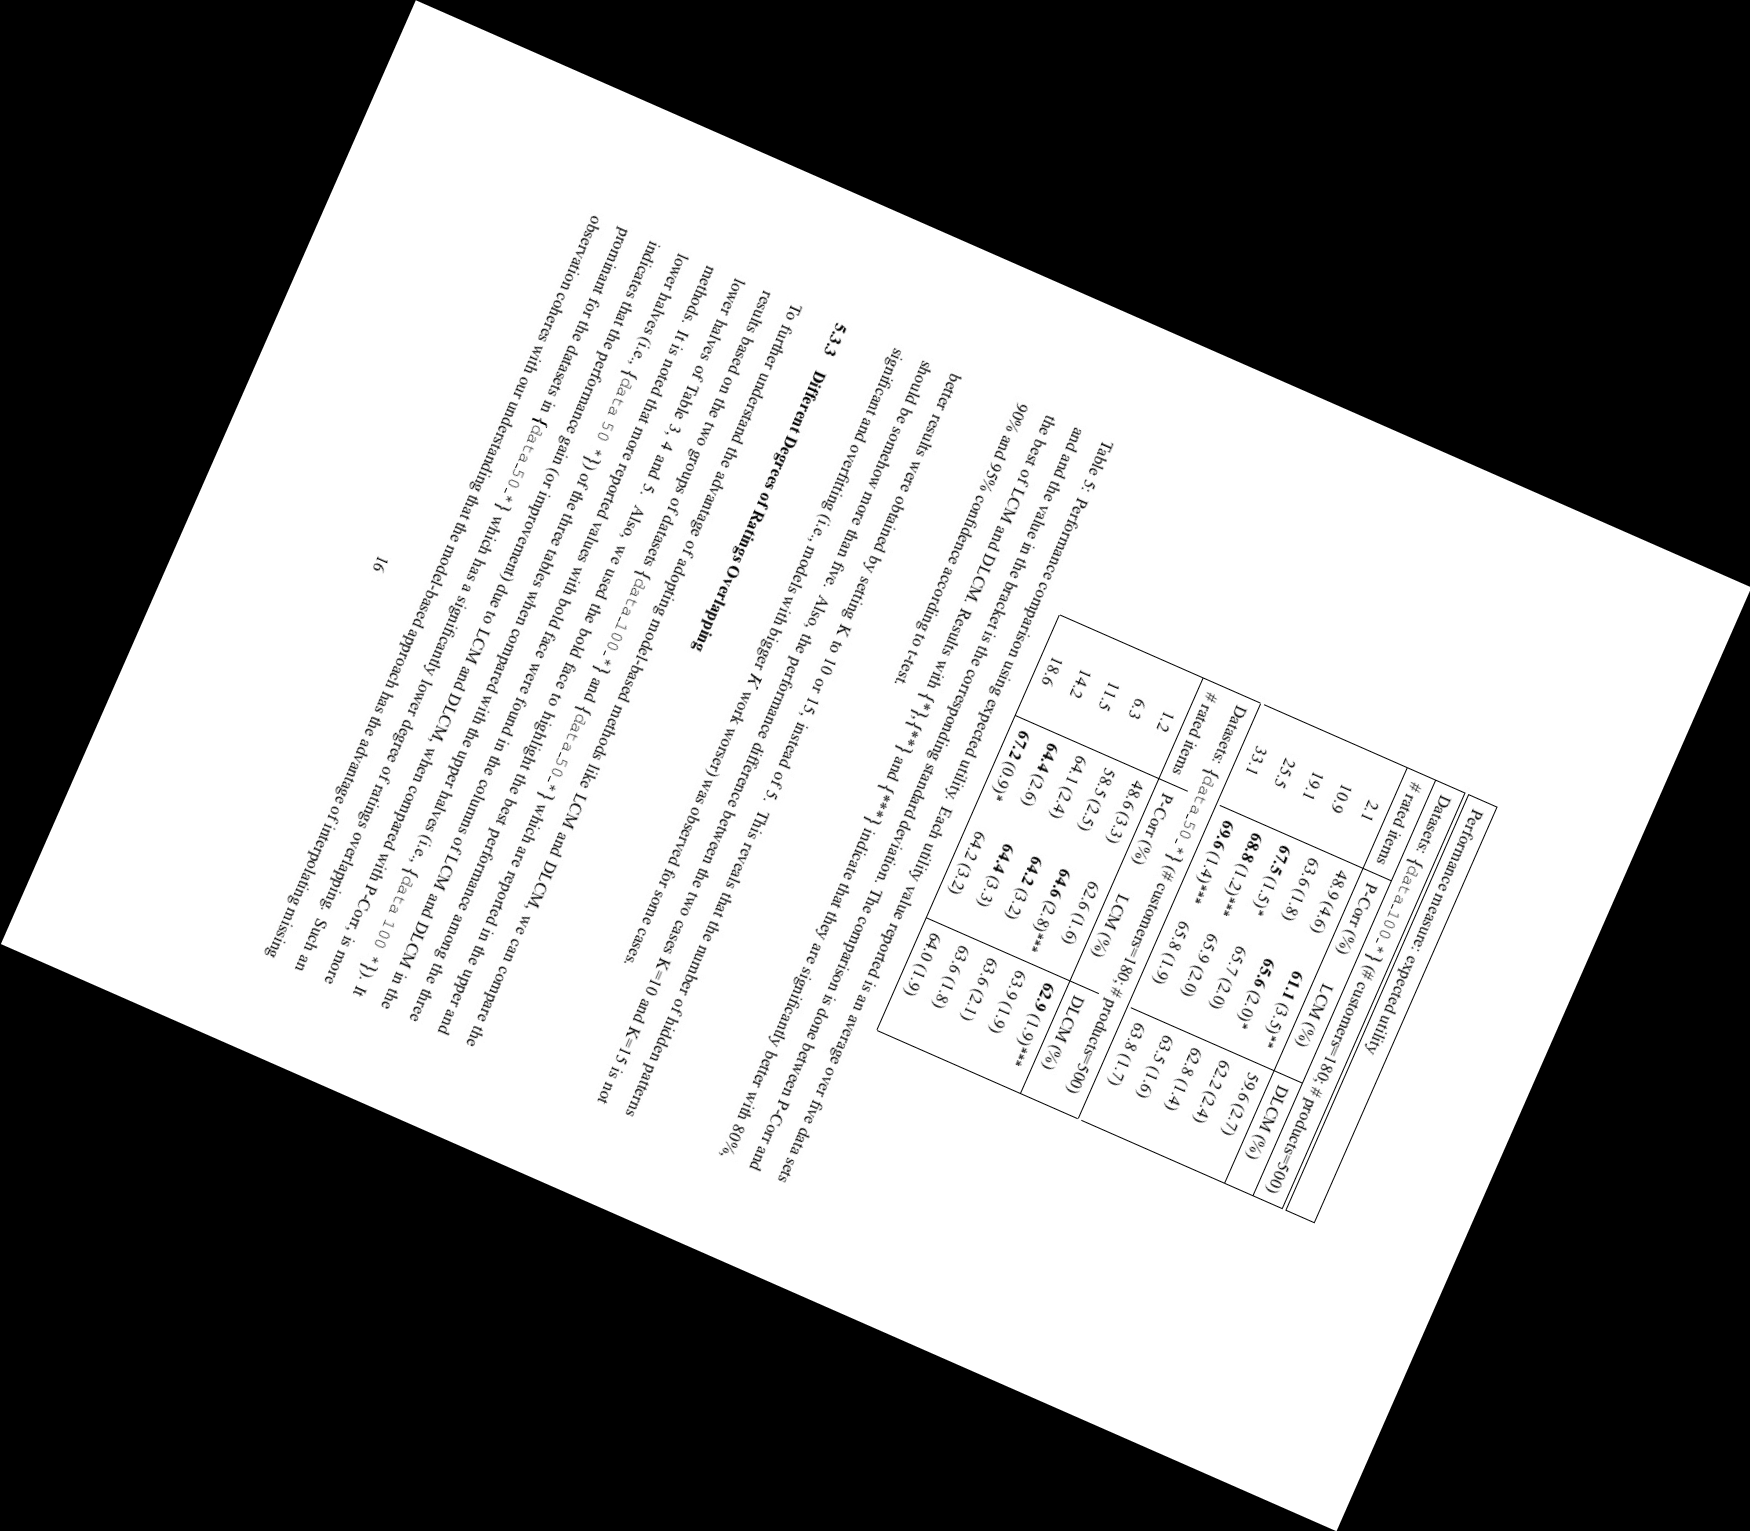 Performance measure: expected utility
Datasets: {data_100_*} (# customers=180; # products=500)
# rated items P-Corr (%) LCM (%) DLCM (%)
2.1 48.9 (4.6) 61.1 (3.5)** 59.6 (2.7)
10.9 63.6 (1.8) 65.6 (2.0)* 62.2 (2.4)
19.1 67.5 (1.5)* 65.7 (2.0) 62.8 (1.4)
25.5 68.8 (1.2)*** 65.9 (2.0) 63.5 (1.6)
33.1 69.6 (1.4)*** 65.8 (1.9) 63.8 (1.7)
Datasets: {data_50_*} (# customers=180; # products=500)
# rated items P-Corr (%) LCM (%) DLCM (%)
1.2 48.6 (3.3) 62.6 (1.6) 62.9 (1.9)***
6.3 58.5 (2.5) 64.6 (2.8)*** 63.9 (1.9)
11.5 64.1 (2.4) 64.2 (3.2) 63.6 (2.1)
14.2 64.4 (2.6) 64.4 (3.3) 63.6 (1.8)
18.6 67.2 (0.9)* 64.2 (3.2) 64.0 (1.9)
Table 5: Performance comparison using expected utility. Each utility value reported is an average over five data sets
and and the value in the bracket is the corresponding standard deviation. The comparison is done between P-Corr and
the best of LCM and DLCM. Results with {*},{**} and {***} indicate that they are significantly better with 80%,
90% and 95% confidence according to t-test.
better results were obtained by setting K to 10 or 15, instead of 5. This reveals that the number of hidden patterns
should be somehow more than five. Also, the performance difference between the two cases K=10 and K=15 is not
significant and overfitting (i.e., models with bigger K work worser) was observed for some cases.
5.3.3 Different Degrees of Ratings Overlapping
To further understand the advantage of adopting model-based methods like LCM and DLCM, we can compare the
results based on the two groups of datasets {data_100_*} and {data_50_*} which are reported in the upper and
lower halves of Table 3, 4 and 5. Also, we used the bold face to highlight the best performance among the three
methods. It is noted that more reported values with bold face were found in the columns of LCM and DLCM in the
lower halves (i.e., {data 50 *}) of the three tables when compared with the upper halves (i.e., {data 100 *}). It
indicates that the performance gain (or improvement) due to LCM and DLCM, when compared with P-Corr, is more
prominant for the datasets in {data_50_*} which has a significantly lower degree of ratings overlapping. Such an
observation coheres with our understanding that the model-based approach has the advantage of interpolating missing
16